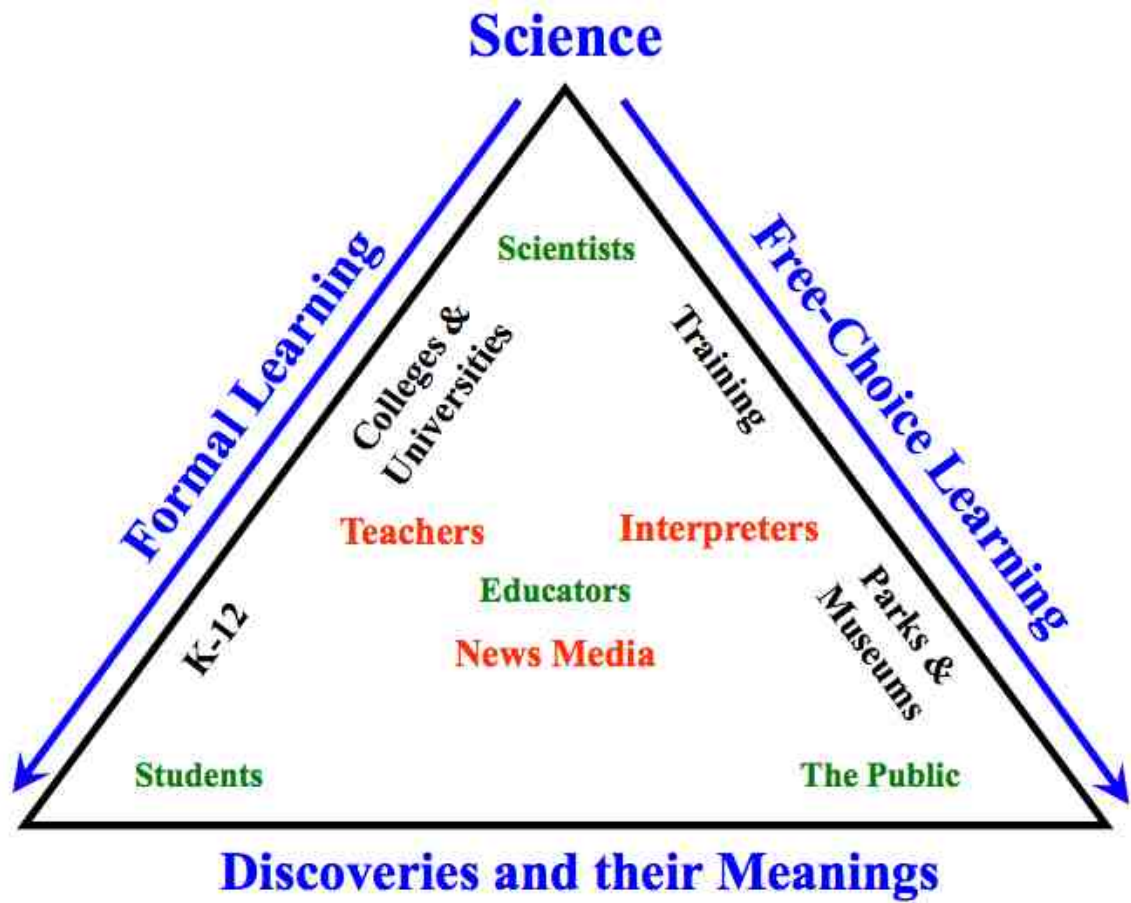 Science
Formal Learning
Free-Choice Learning
Scientists
Colleges &
Universities
Training
Teachers
Interpreters
Educators
News Media
K-12
Parks &
Museums
Students
The Public
Discoveries and their Meanings